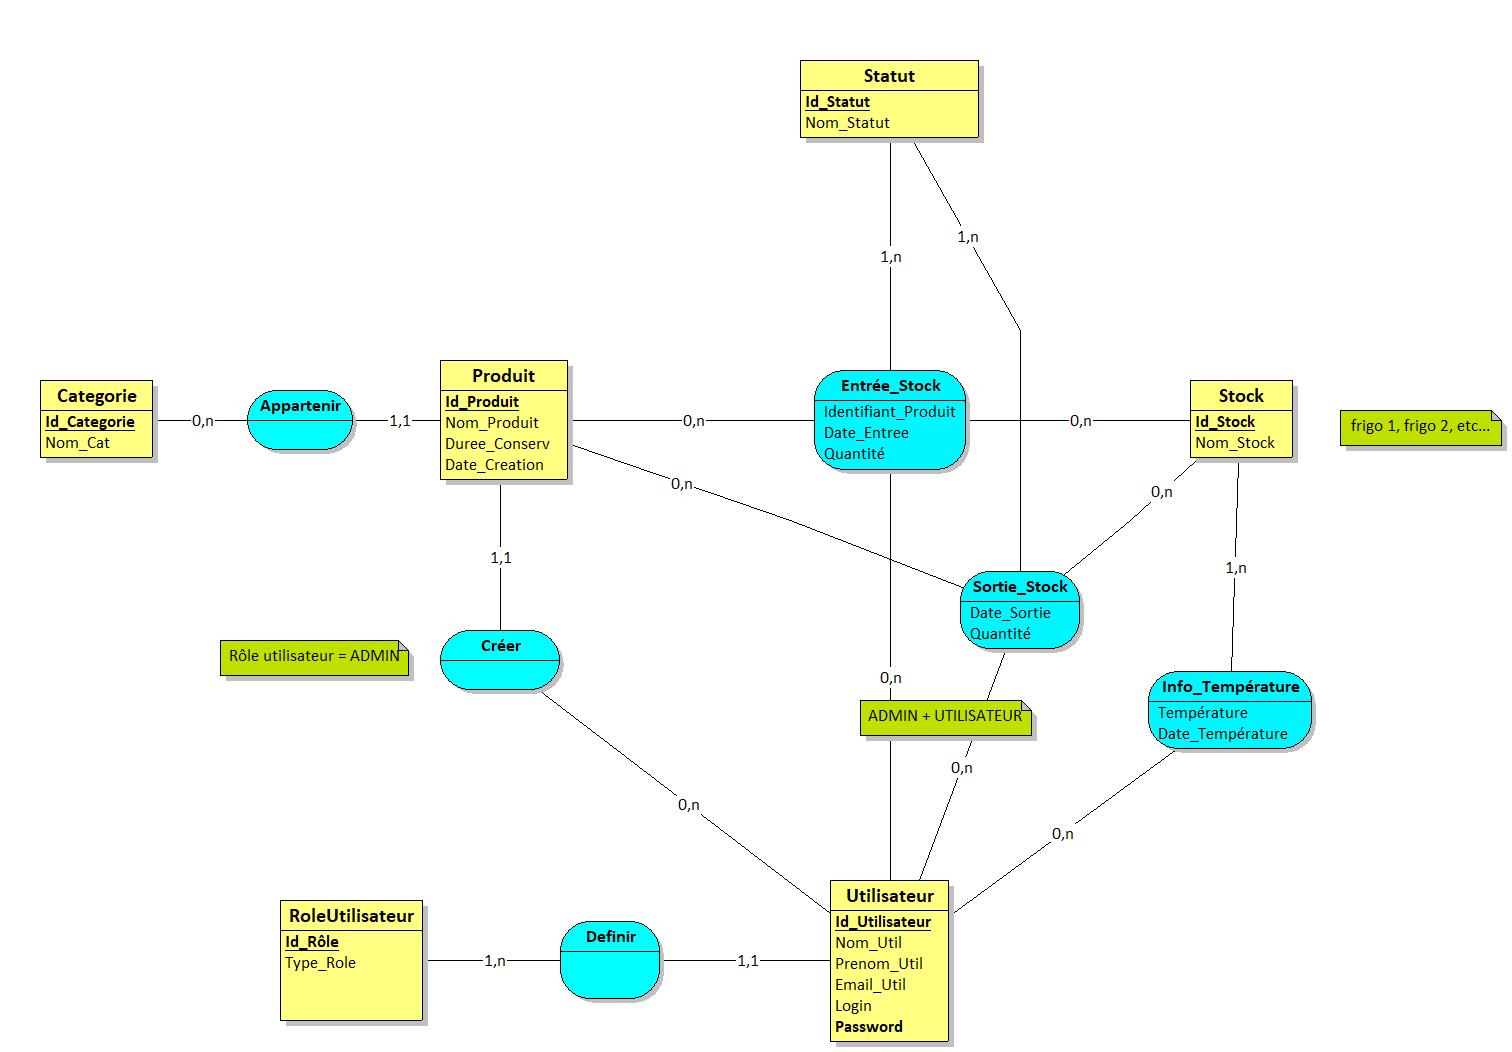 Statut
Id_Statut
Nom_Statut
1,n
1,n
Categorie
Id_Categorie
Nom_Cat
0,n
Appartenir
1,1
Produit
Id_Produit
Nom_Produit
Duree_Conserv
Date_Creation
0,n
Entrée_Stock
Identifiant_Produit
Date_Entree
Quantité
0,n
Stock
Id_Stock
Nom_Stock
frigo 1, frigo 2, etc...
0,n
0,n
1,1
1,n
Sortie_Stock
Date_Sortie
Quantité
Rôle utilisateur = ADMIN
Créer
0,n
ADMIN + UTILISATEUR
Info_Température
Température
Date_Température
0,n
0,n
0,n
RoleUtilisateur
Id_Rôle
Type_Role
1,n
Definir
1,1
Utilisateur
Id_Utilisateur
Nom_Util
Prenom_Util
Email_Util
Login
Password